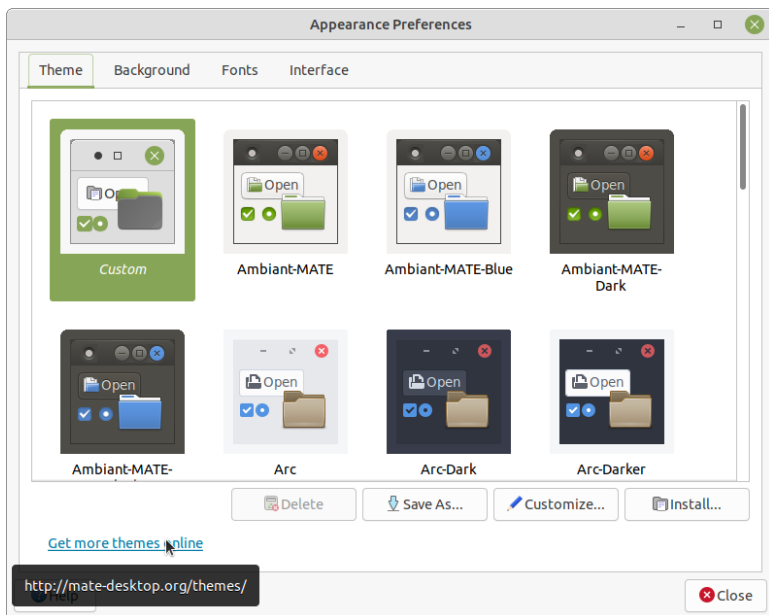 Appearance Preferences
Theme Background Fonts Interface
Open Open Open
Custom Ambiant-MATE Ambiant-MATE-Blue Ambiant-MATE-
Dark
Open Open Open Open
Ambiant-MATE- Arc Arc-Dark Arc-Darker
Delete Save As... Customize... Install...
Get more themes online
http://mate-desktop.org/themes/
Help Close